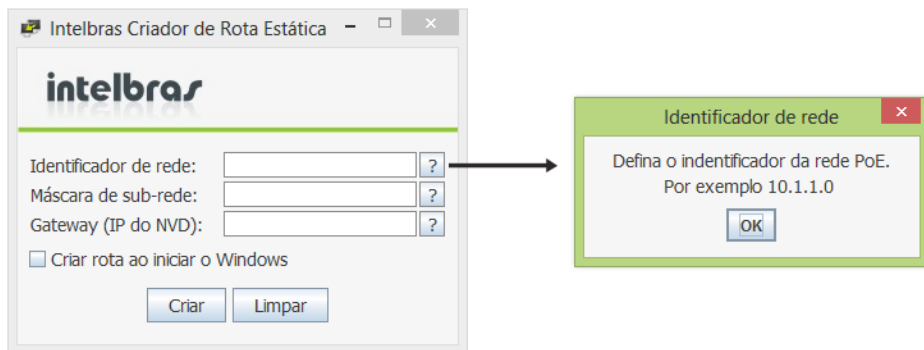 Intelbras Criador de Rota Estática
intelbras
Identificador de rede: ?
Máscara de sub-rede: ?
Gateway (IP do NVD): ?
Criar rota ao iniciar o Windows
Criar Limpar
Identificador de rede
Defina o indentificador da rede PoE.
Por exemplo 10.1.1.0
OK